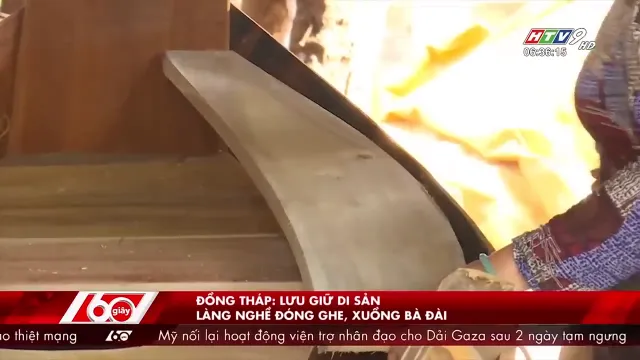 HTV9 HD
06:36:15
ĐỒNG THÁP: LƯU GIỮ DI SẢN
LÀNG NGHỀ ĐÓNG GHE, XUỒNG BÀ ĐÀI
60 giây
ao thiệt mạng 60 Mỹ nối lại hoạt động viện trợ nhân đạo cho Dải Gaza sau 2 ngày tạm ngưng